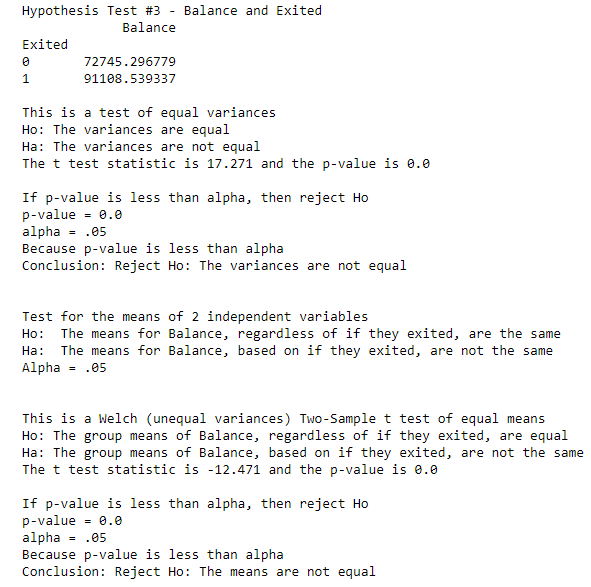 Hypothesis Test #3 - Balance and Exited
Balance
Exited
0 72745.296779
1 91108.539337
This is a test of equal variances
Ho: The variances are equal
Ha: The variances are not equal
The t test statistic is 17.271 and the p-value is 0.0
If p-value is less than alpha, then reject Ho
p-value = 0.0
alpha = .05
Because p-value is less than alpha
Conclusion: Reject Ho: The variances are not equal
Test for the means of 2 independent variables
Ho:  The means for Balance, regardless of if they exited, are the same
Ha:  The means for Balance, based on if they exited, are not the same
Alpha = .05
This is a Welch (unequal variances) Two-Sample t test of equal means
Ho: The group means of Balance, regardless of if they exited, are equal
Ha: The group means of Balance, based on if they exited, are not the same
The t test statistic is -12.471 and the p-value is 0.0
If p-value is less than alpha, then reject Ho
p-value = 0.0
alpha = .05
Because p-value is less than alpha
Conclusion: Reject Ho: The means are not equal